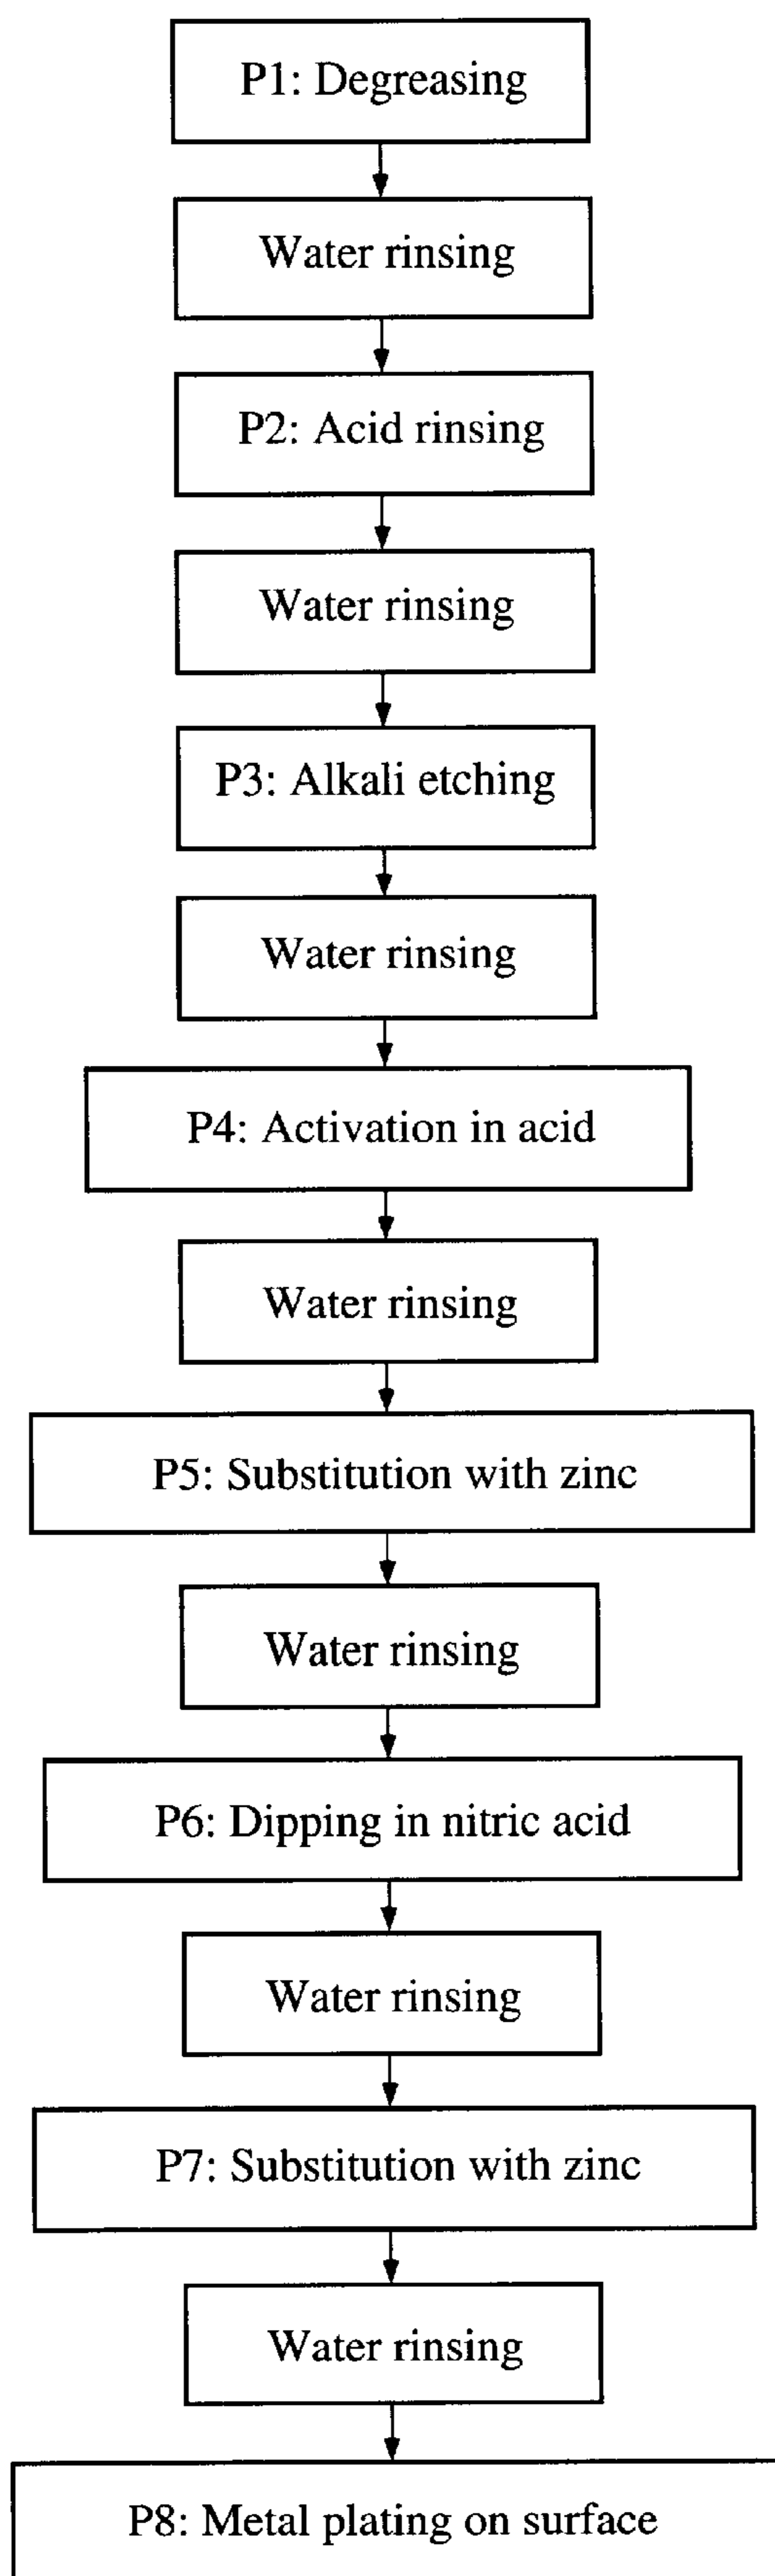 P1: Degreasing
Water rinsing
P2: Acid rinsing
Water rinsing
P3: Alkali etching
Water rinsing
P4: Activation in acid
Water rinsing
P5: Substitution with zinc
Water rinsing
P6: Dipping in nitric acid
Water rinsing
P7: Substitution with zinc
Water rinsing
P8: Metal plating on surface